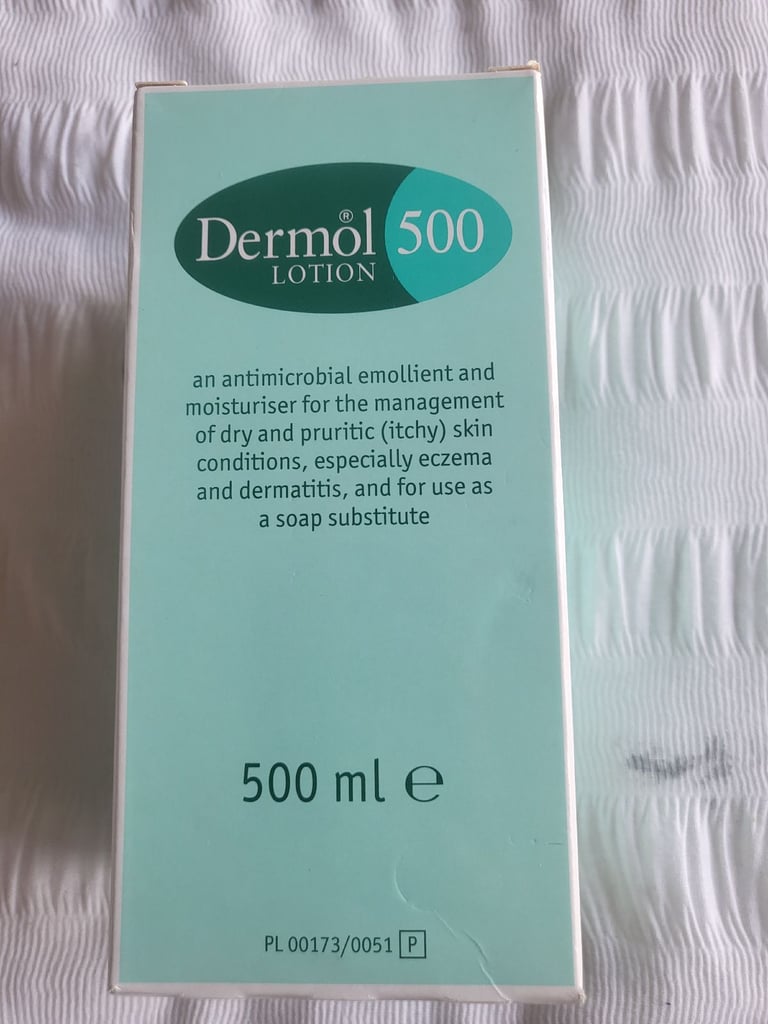 Dermol® 500
LOTION
an antimicrobial emollient and
moisturiser for the management
of dry and pruritic (itchy) skin
conditions, especially eczema
and dermatitis, and for use as
a soap substitute
500 ml ℮
PL 00173/0051 P